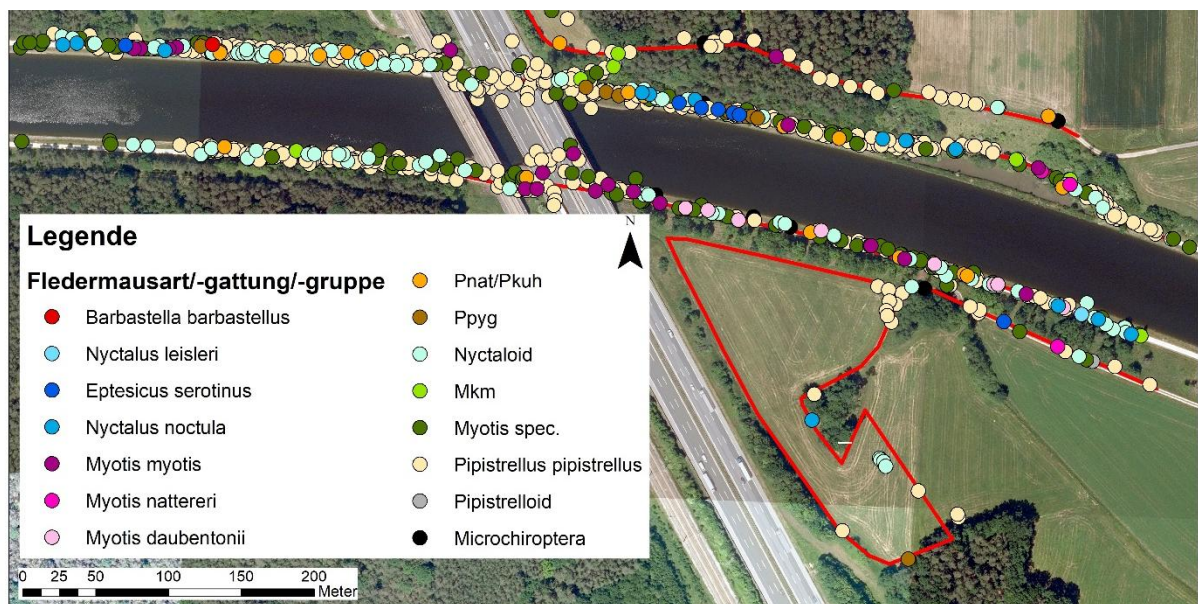 N
Legende
Fledermausart/-gattung/-gruppe
Barbastella barbastellus
Nyctalus leisleri
Eptesicus serotinus
Nyctalus noctula
Myotis myotis
Myotis nattereri
Myotis daubentonii
Pnat/Pkuh
Ppyg
Nyctaloid
Mkm
Myotis spec.
Pipistrellus pipistrellus
Pipistrelloid
Microchiroptera
0 25 50 100 150 200
Meter